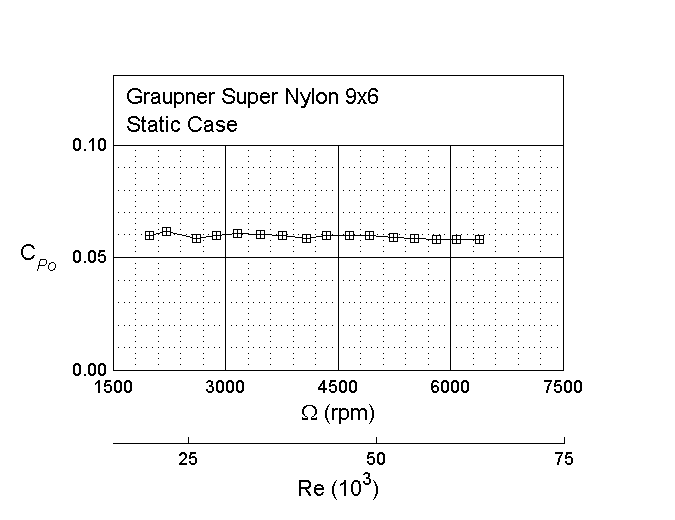 Graupner Super Nylon 9x6
Static Case
0.10
C_Po 0.05
0.00
1500 3000 4500 6000 7500
Ω (rpm)
25 50 75
Re (10^3)